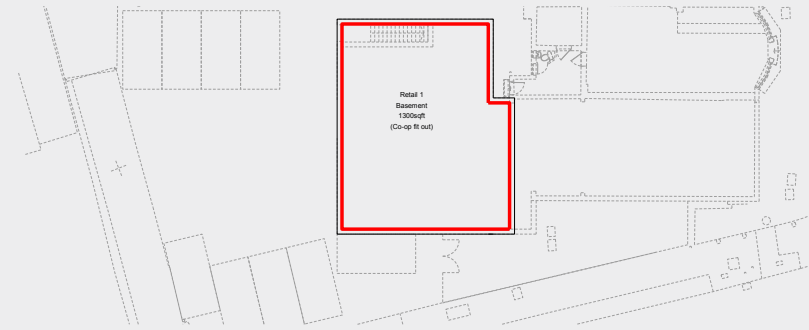 Retail 1
Basement
1300sqft
(Co-op fit out)